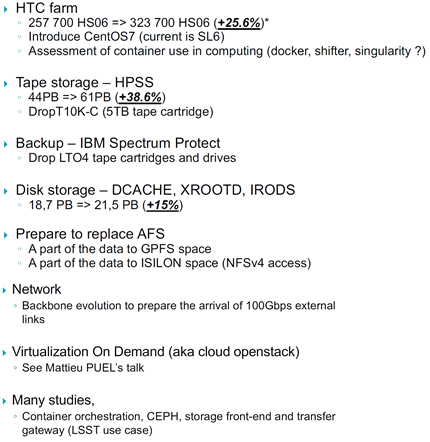 HTC farm
257 700 HS06 => 323 700 HS06 (+25.6%)*
Introduce CentOS7 (current is SL6)
Assessment of container use in computing (docker, shifter, singularity ?)
Tape storage – HPSS
44PB => 61PB (+38.6%)
DropT10K-C (5TB tape cartridge)
Backup – IBM Spectrum Protect
Drop LTO4 tape cartridges and drives
Disk storage – DCACHE, XROOTD, IRODS
18,7 PB => 21,5 PB (+15%)
Prepare to replace AFS
A part of the data to GPFS space
A part of the data to ISILON space (NFSv4 access)
Network
Backbone evolution to prepare the arrival of 100Gbps external
links
Virtualization On Demand (aka cloud openstack)
See Mattieu PUEL's talk
Many studies,
Container orchestration, CEPH, storage front-end and transfer
gateway (LSST use case)